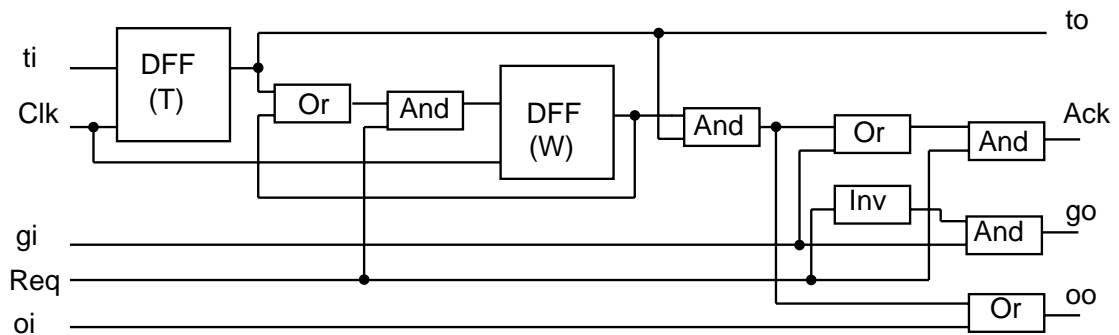 to
ti
DFF
(T)
DFF
(W)
Or
And
Clk
And
Or
And
Ack
Inv
And
go
gi
Req
Or
oo
oi